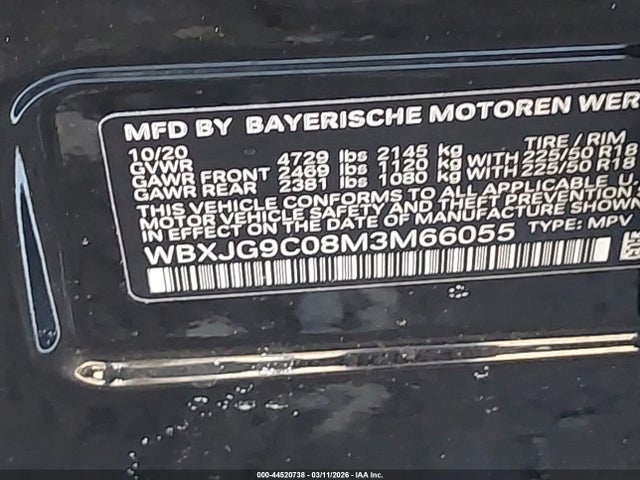 MFD BY BAYERISCHE MOTOREN WER
10/20 TIRE / RIM
GVWR 4729 lbs 2145 kg
GAWR FRONT 2469 lbs 1120 kg WITH 225/50 R18
GAWR REAR 2381 lbs 1080 kg WITH 225/50 R18
THIS VEHICLE CONFORMS TO ALL APPLICABLE U.
MOTOR VEHICLE SAFETY AND THEFT PREVENTION
IN EFFECT ON THE DATE OF MANUFACTURE SHOWN
WBXJG9C08M3M66055 TYPE: MPV
000-44520738 - 03/11/2026 - IAA Inc.